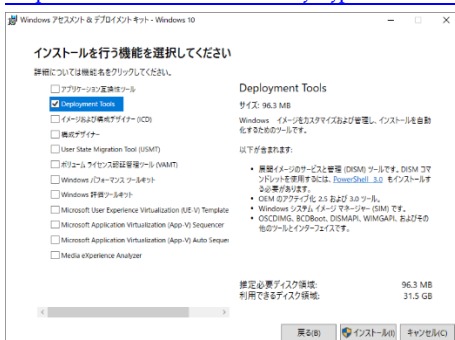 Windows アセスメント & デプロイメント キット - Windows 10
インストールを行う機能を選択してください
詳細については機能名をクリックしてください。
アプリケーション互換性ツール
Deployment Tools
イメージおよび構成デザイナー (ICD)
構成デザイナー
User State Migration Tool (USMT)
ボリューム ライセンス認証管理ツール (VAMT)
Windows パフォーマンス ツールキット
Windows 評価ツールキット
Microsoft User Experience Virtualization (UE-V) Template
Microsoft Application Virtualization (App-V) Sequencer
Microsoft Application Virtualization (App-V) Auto Sequer
Media eXperience Analyzer
Deployment Tools
サイズ: 96.3 MB
Windows イメージをカスタマイズおよび管理し、インストールを自動
化するためのツールです。
以下が含まれます:
• 展開イメージのサービスと管理 (DISM) ツールです。DISM コマ
ンドレットを使用するには、PowerShell 3.0 もインストールす
る必要があります。
• OEM のアクティブ化 2.5 および 3.0 ツール。
• Windows システム イメージ マネージャー (SIM) です。
• OSCDIMG, BCDBoot, DISMAPI, WIMGAPI, およびその
他のツールとインターフェイスです。
推定必要ディスク領域: 96.3 MB
利用できるディスク領域: 31.5 GB
戻る(B) インストール(I) キャンセル(C)